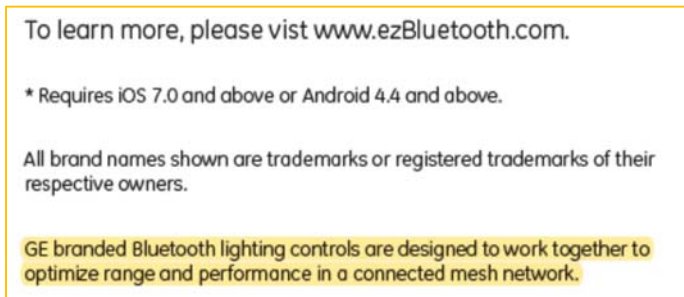 To learn more, please vist www.ezBluetooth.com.
* Requires iOS 7.0 and above or Android 4.4 and above.
All brand names shown are trademarks or registered trademarks of their
respective owners.
GE branded Bluetooth lighting controls are designed to work together to
optimize range and performance in a connected mesh network.